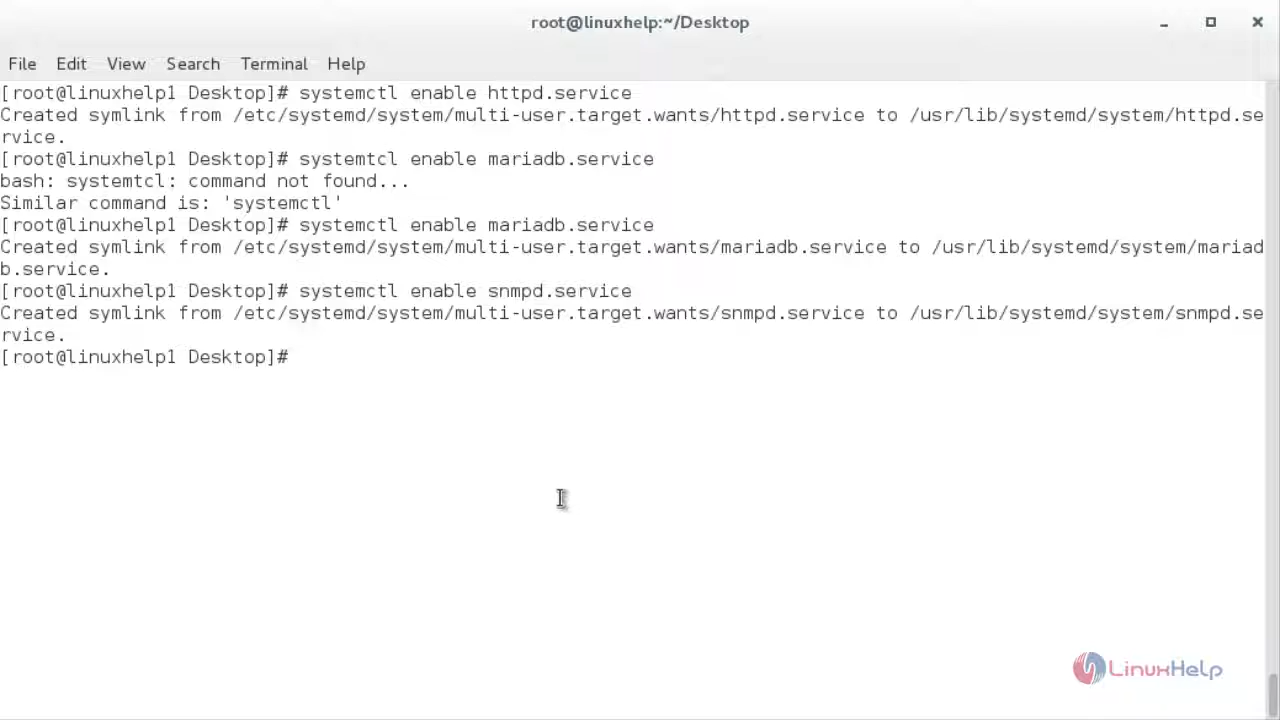 root@linuxhelp:~/Desktop
File Edit View Search Terminal Help
[root@linuxhelp1 Desktop]# systemctl enable httpd.service
Created symlink from /etc/systemd/system/multi-user.target.wants/httpd.service to /usr/lib/systemd/system/httpd.se
rvice.
[root@linuxhelp1 Desktop]# systemtcl enable mariadb.service
bash: systemtcl: command not found...
Similar command is: 'systemctl'
[root@linuxhelp1 Desktop]# systemctl enable mariadb.service
Created symlink from /etc/systemd/system/multi-user.target.wants/mariadb.service to /usr/lib/systemd/system/mariad
b.service.
[root@linuxhelp1 Desktop]# systemctl enable snmpd.service
Created symlink from /etc/systemd/system/multi-user.target.wants/snmpd.service to /usr/lib/systemd/system/snmpd.se
rvice.
[root@linuxhelp1 Desktop]#
LinuxHelp